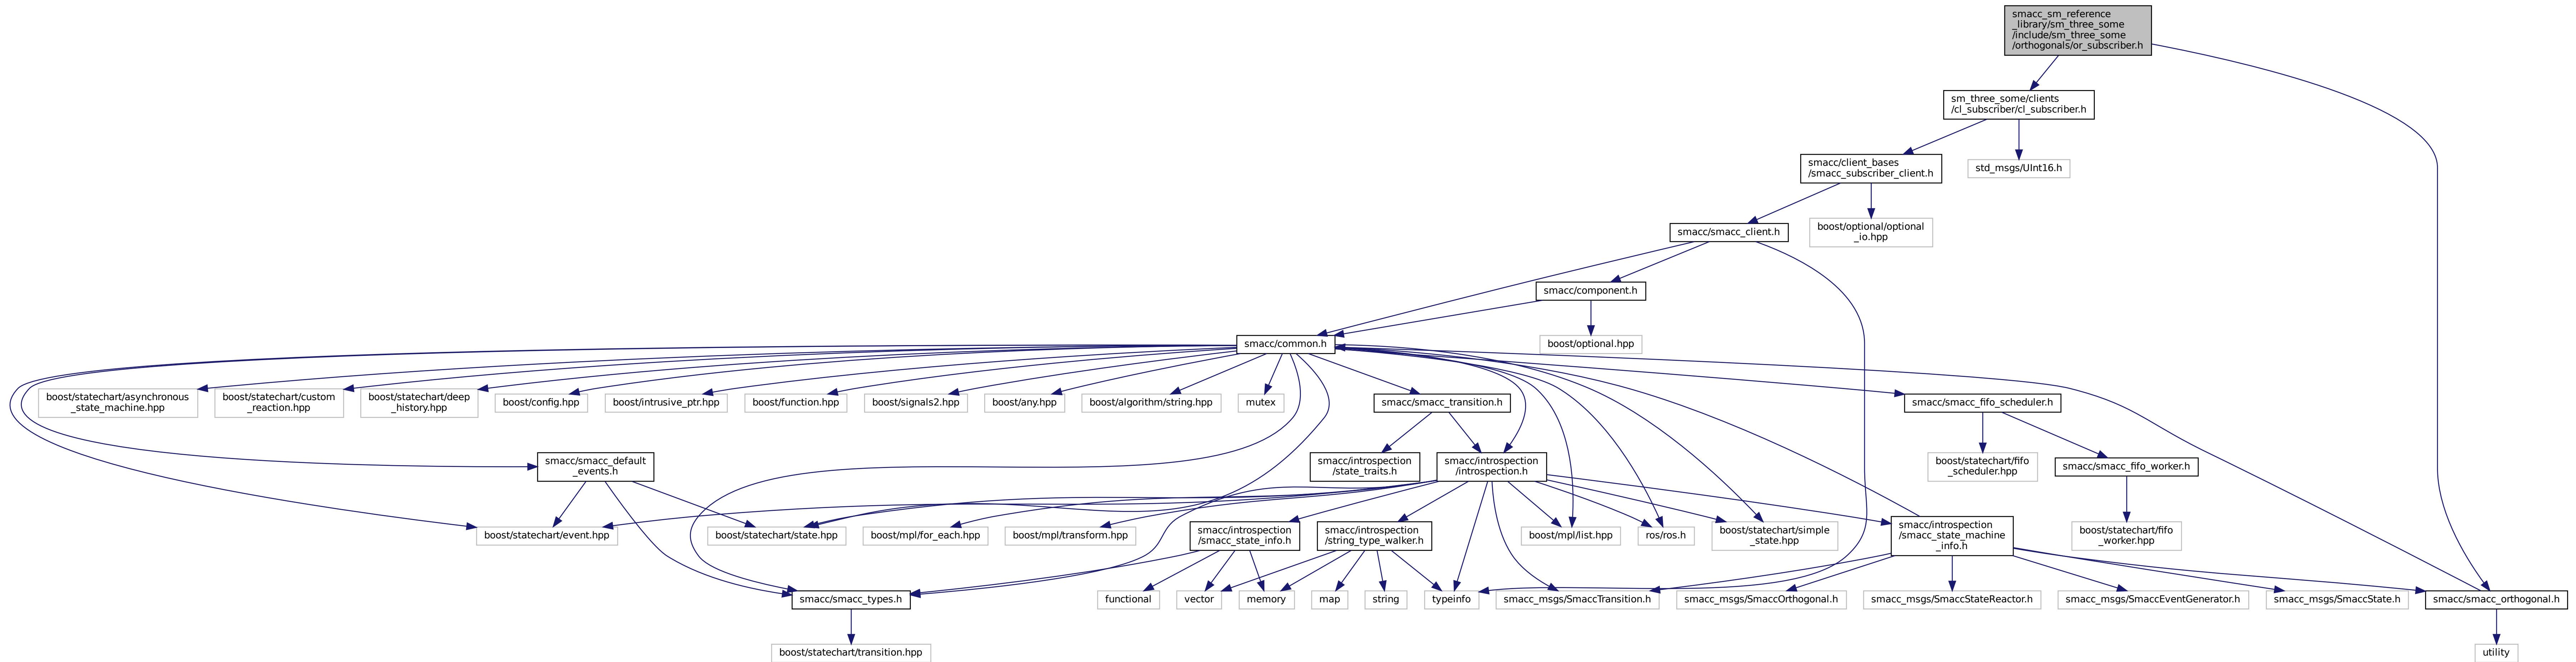 smacc_sm_reference
_library/sm_three_some
/include/sm_three_some
/orthogonals/or_subscriber.h
sm_three_some/clients
/cl_subscriber/cl_subscriber.h
smacc/client_bases
/smacc_subscriber_client.h
std_msgs/UInt16.h
smacc/smacc_client.h
boost/optional/optional
_io.hpp
smacc/component.h
smacc/common.h
boost/optional.hpp
boost/statechart/asynchronous
_state_machine.hpp
boost/statechart/custom
_reaction.hpp
boost/statechart/deep
_history.hpp
boost/config.hpp
boost/intrusive_ptr.hpp
boost/function.hpp
boost/signals2.hpp
boost/any.hpp
boost/algorithm/string.hpp
mutex
smacc/smacc_transition.h
smacc/smacc_fifo_scheduler.h
smacc/smacc_default
_events.h
smacc/introspection
/state_traits.h
smacc/introspection
/introspection.h
boost/statechart/fifo
_scheduler.hpp
smacc/smacc_fifo_worker.h
boost/statechart/event.hpp
boost/statechart/state.hpp
boost/mpl/for_each.hpp
boost/mpl/transform.hpp
smacc/introspection
/smacc_state_info.h
smacc/introspection
/string_type_walker.h
boost/mpl/list.hpp
ros/ros.h
boost/statechart/simple
_state.hpp
smacc/introspection
/smacc_state_machine
_info.h
boost/statechart/fifo
_worker.hpp
smacc/smacc_types.h
functional
vector
memory
map
string
typeinfo
smacc_msgs/SmaccTransition.h
smacc_msgs/SmaccOrthogonal.h
smacc_msgs/SmaccStateReactor.h
smacc_msgs/SmaccEventGenerator.h
smacc_msgs/SmaccState.h
smacc/smacc_orthogonal.h
boost/statechart/transition.hpp
utility